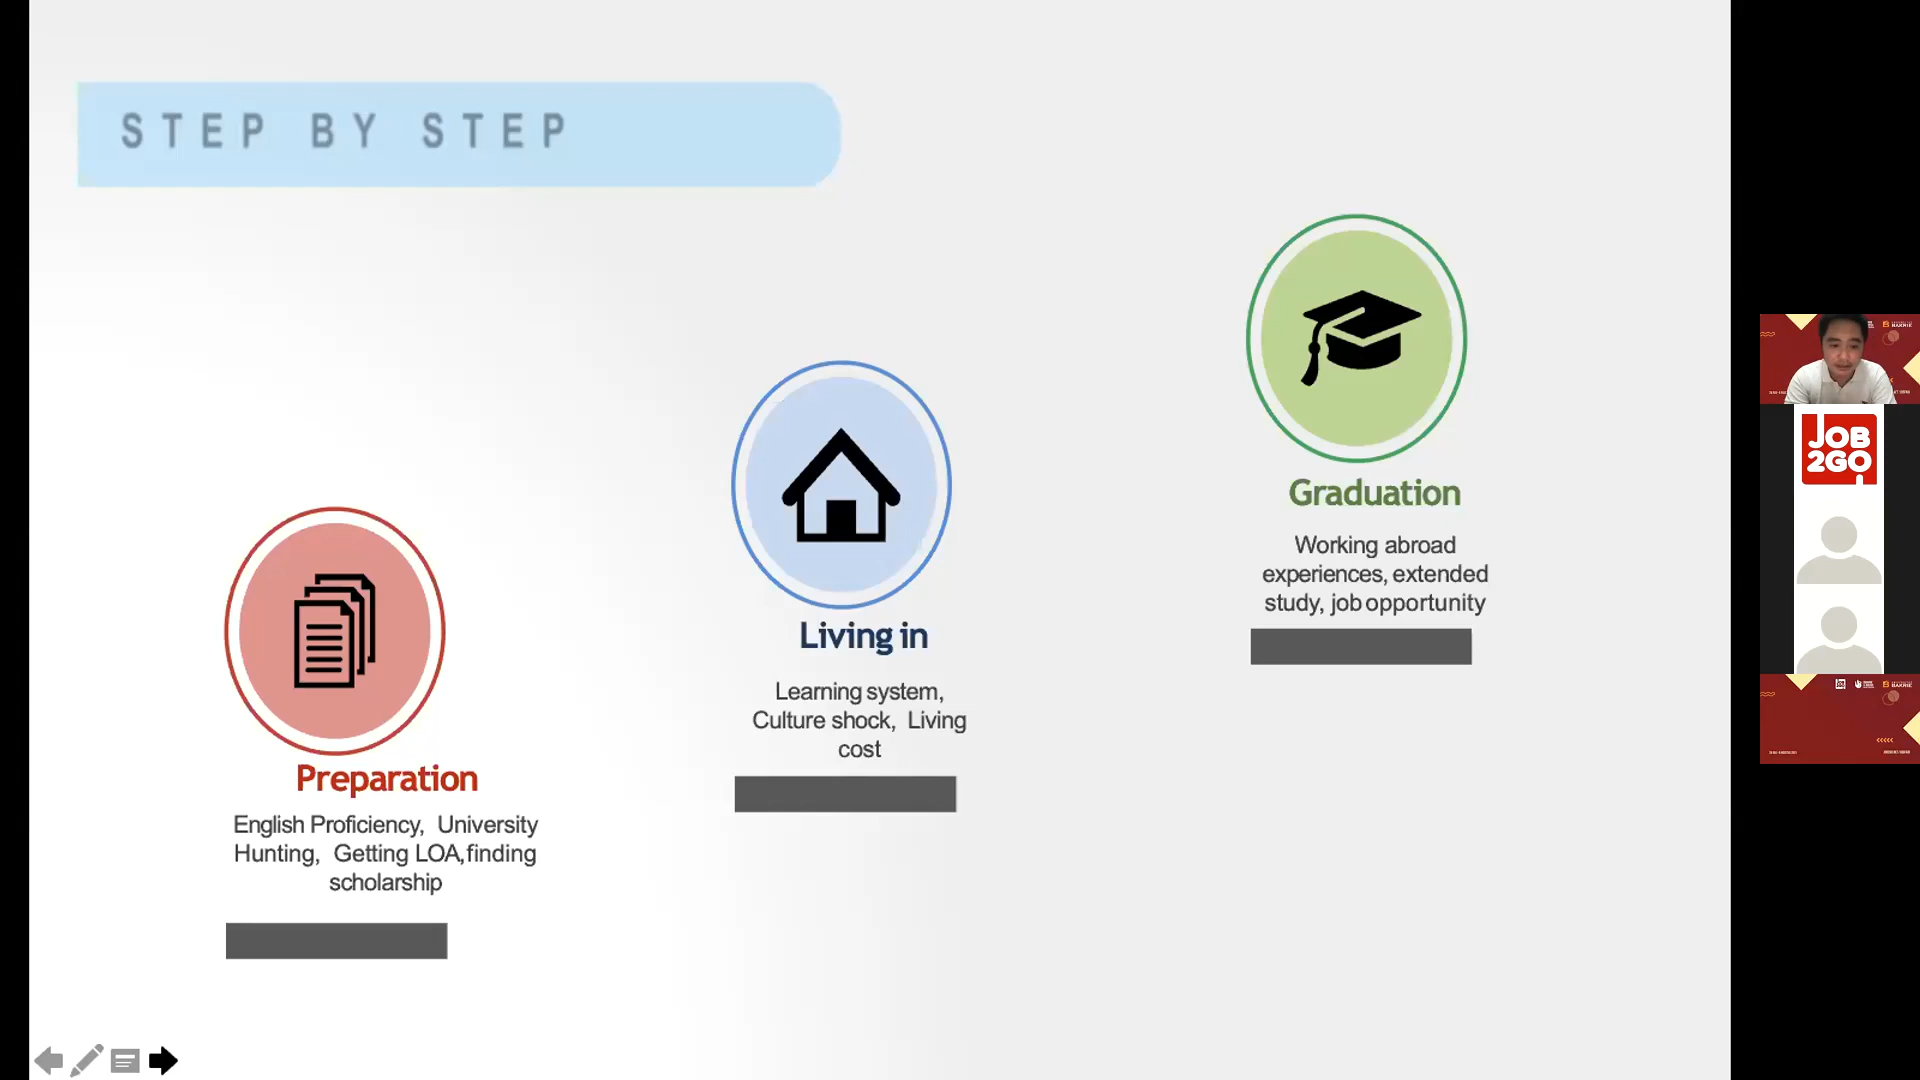 STEP BY STEP
Graduation
Working abroad
experiences, extended
study, job opportunity
Living in
Learning system,
Culture shock, Living
cost
Preparation
English Proficiency, University
Hunting, Getting LOA,finding
scholarship
JOB
2GO